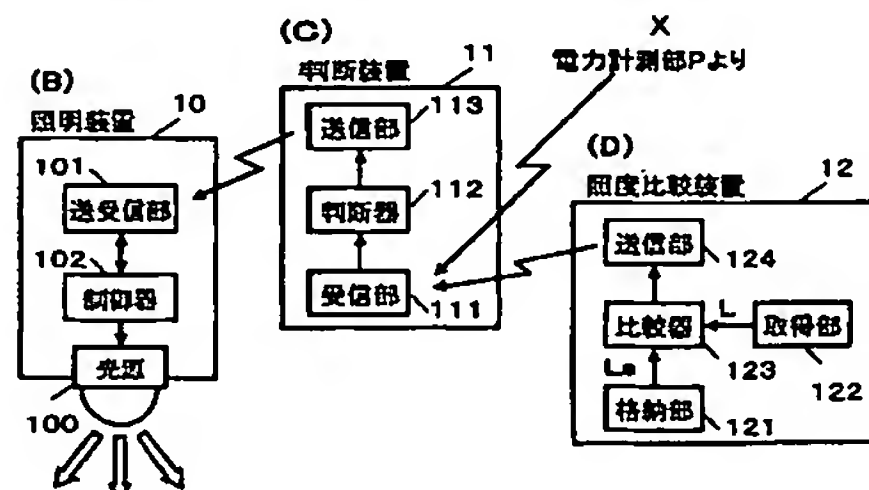 (B)
照明装置
10
101
送受信部
102
制御器
光源
100
(C)
判断装置
11
送信部
113
判断器
112
受信部
111
X
電力計測部Pより
(D)
照度比較装置
12
送信部
124
比較器
123
L
取得部
122
格納部
121